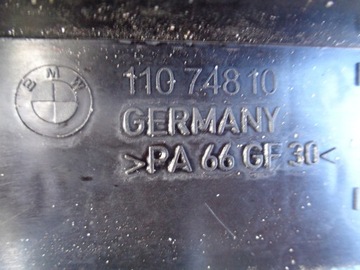 BMW
110 748 10
GERMANY
>PA 66 GF 30<